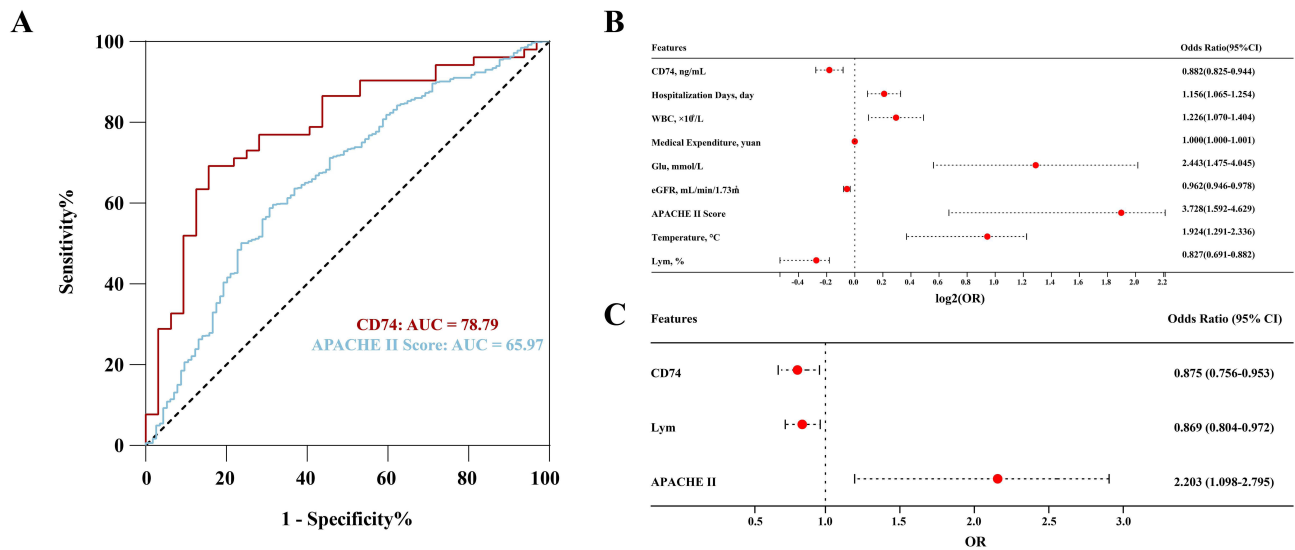 A
100
80
60
40
20
0
Sensitivity%
CD74: AUC = 78.79
APACHE II Score: AUC = 65.97
0 20 40 60 80 100
1 - Specificity%
B
Features Odds Ratio(95%CI)
CD74, ng/mL 0.882(0.825-0.944)
Hospitalization Days, day 1.156(1.065-1.254)
WBC, ×10⁹/L 1.226(1.070-1.404)
Medical Expenditure, yuan 1.000(1.000-1.001)
Glu, mmol/L 2.443(1.475-4.045)
eGFR, mL/min/1.73m² 0.962(0.946-0.978)
APACHE II Score 3.728(1.592-4.629)
Temperature, °C 1.924(1.291-2.336)
Lym, % 0.827(0.691-0.882)
-0.4 0.0 0.2 0.4 0.6 0.8 1.0 1.2 1.4 1.6 1.8 2.0 2.2
log2(OR)
C
Features Odds Ratio (95% CI)
CD74 0.875 (0.756-0.953)
Lym 0.869 (0.804-0.972)
APACHE II 2.203 (1.098-2.795)
0.5 1.0 1.5 2.0 2.5 3.0
OR